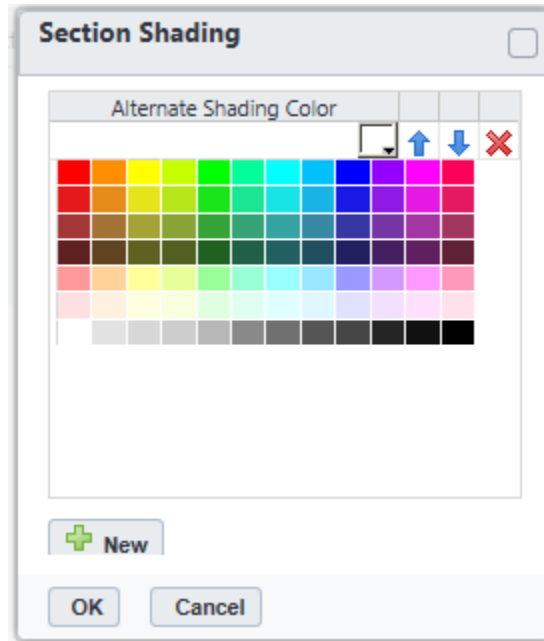 Section Shading
Alternate Shading Color
New
OK
Cancel